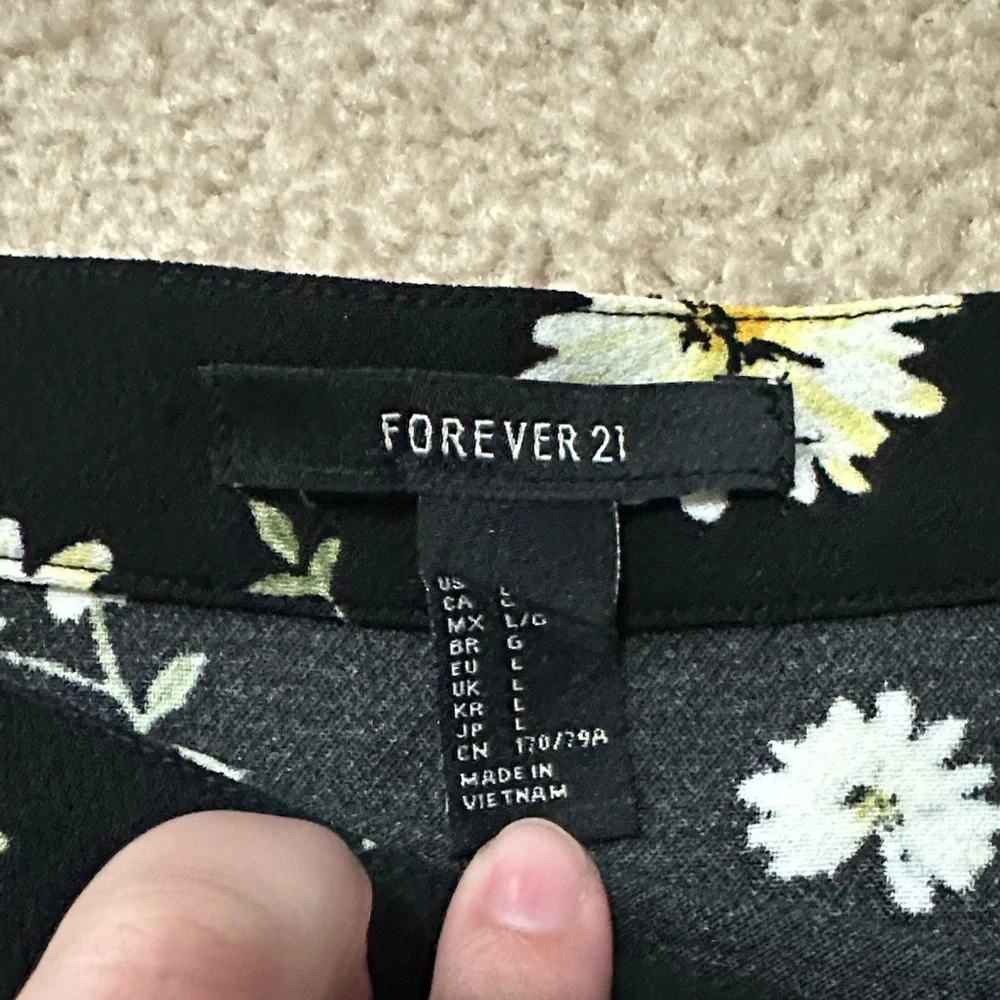 FOREVER 21
US L
CA L
MX L/G
BR G
EU L
UK L
KR L
JP L
CN 170/79A
MADE IN
VIETNAM